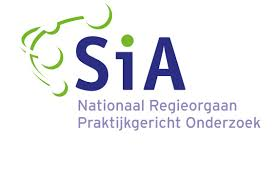 SiA
Nationaal Regieorgaan
Praktijkgericht Onderzoek